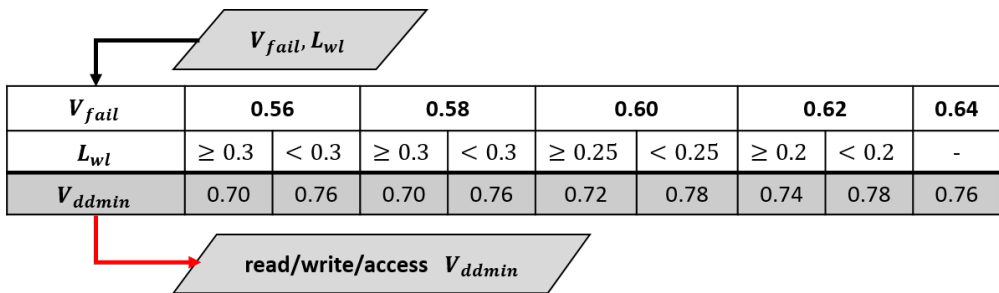 V_fail, L_wl
V_fail 0.56 0.58 0.60 0.62 0.64
L_wl ≥ 0.3 < 0.3 ≥ 0.3 < 0.3 ≥ 0.25 < 0.25 ≥ 0.2 < 0.2 -
V_ddmin 0.70 0.76 0.70 0.76 0.72 0.78 0.74 0.78 0.76
read/write/access V_ddmin